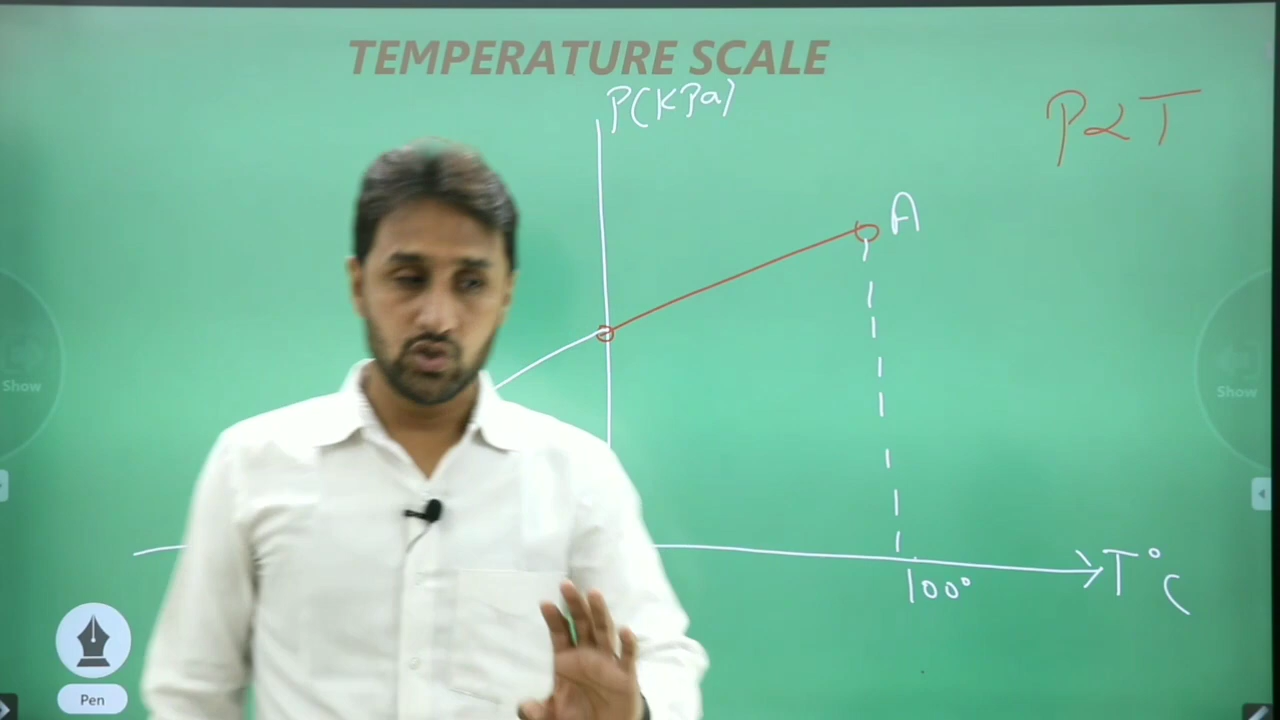 TEMPERATURE SCALE
P(KPa)
P∝T
A
Show
Show
100°
T°C
Pen